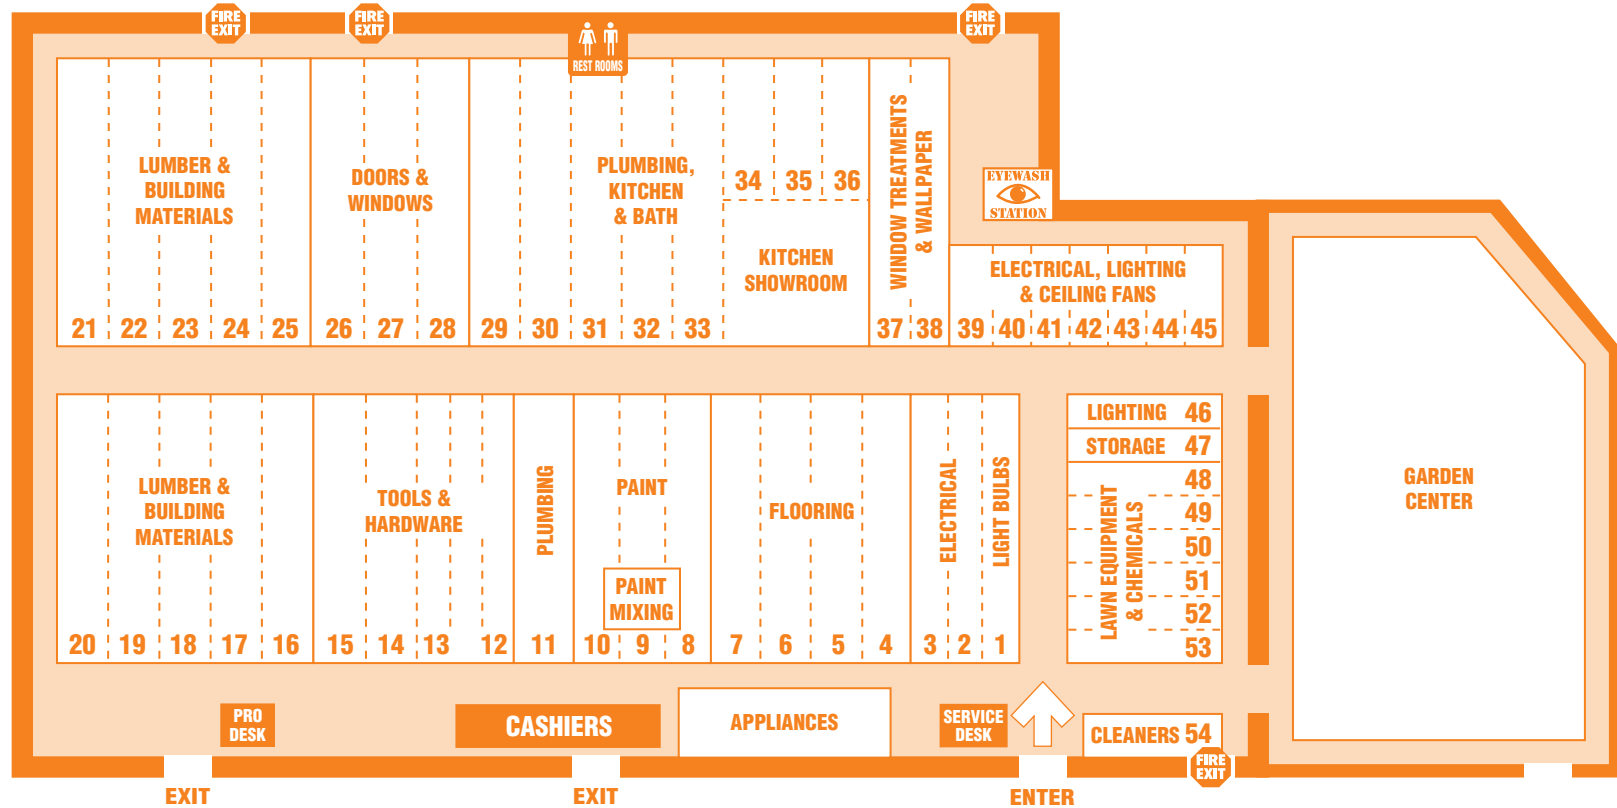 FIRE
EXIT
FIRE
EXIT
FIRE
EXIT
REST ROOMS
LUMBER &
BUILDING
MATERIALS
DOORS &
WINDOWS
PLUMBING,
KITCHEN
& BATH
34 35 36
KITCHEN
SHOWROOM
WINDOW TREATMENTS
& WALLPAPER
EYEWASH
STATION
ELECTRICAL, LIGHTING
& CEILING FANS
21 22 23 24 25 26 27 28 29 30 31 32 33 37 38 39 40 41 42 43 44 45
LUMBER &
BUILDING
MATERIALS
TOOLS &
HARDWARE
PLUMBING
PAINT
PAINT
MIXING
FLOORING
ELECTRICAL
LIGHT BULBS
20 19 18 17 16 15 14 13 12 11 10 9 8 7 6 5 4 3 2 1
LIGHTING 46
STORAGE 47
LAWN EQUIPMENT
& CHEMICALS
48
49
50
51
52
53
GARDEN
CENTER
PRO
DESK
CASHIERS
APPLIANCES
SERVICE
DESK
CLEANERS 54
FIRE
EXIT
EXIT
EXIT
ENTER